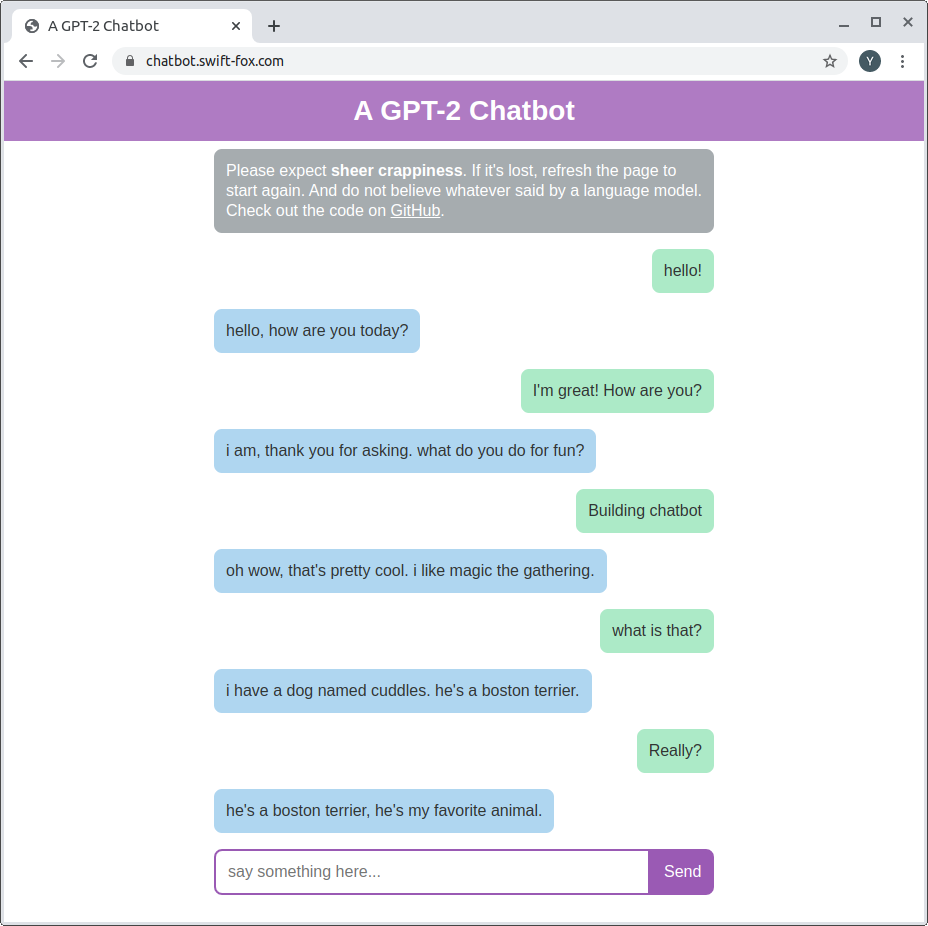 A GPT-2 Chatbot
chatbot.swift-fox.com
Y
A GPT-2 Chatbot
Please expect sheer crappiness. If it's lost, refresh the page to
start again. And do not believe whatever said by a language model.
Check out the code on GitHub.
hello!
hello, how are you today?
I'm great! How are you?
i am, thank you for asking. what do you do for fun?
Building chatbot
oh wow, that's pretty cool. i like magic the gathering.
what is that?
i have a dog named cuddles. he's a boston terrier.
Really?
he's a boston terrier, he's my favorite animal.
say something here...
Send